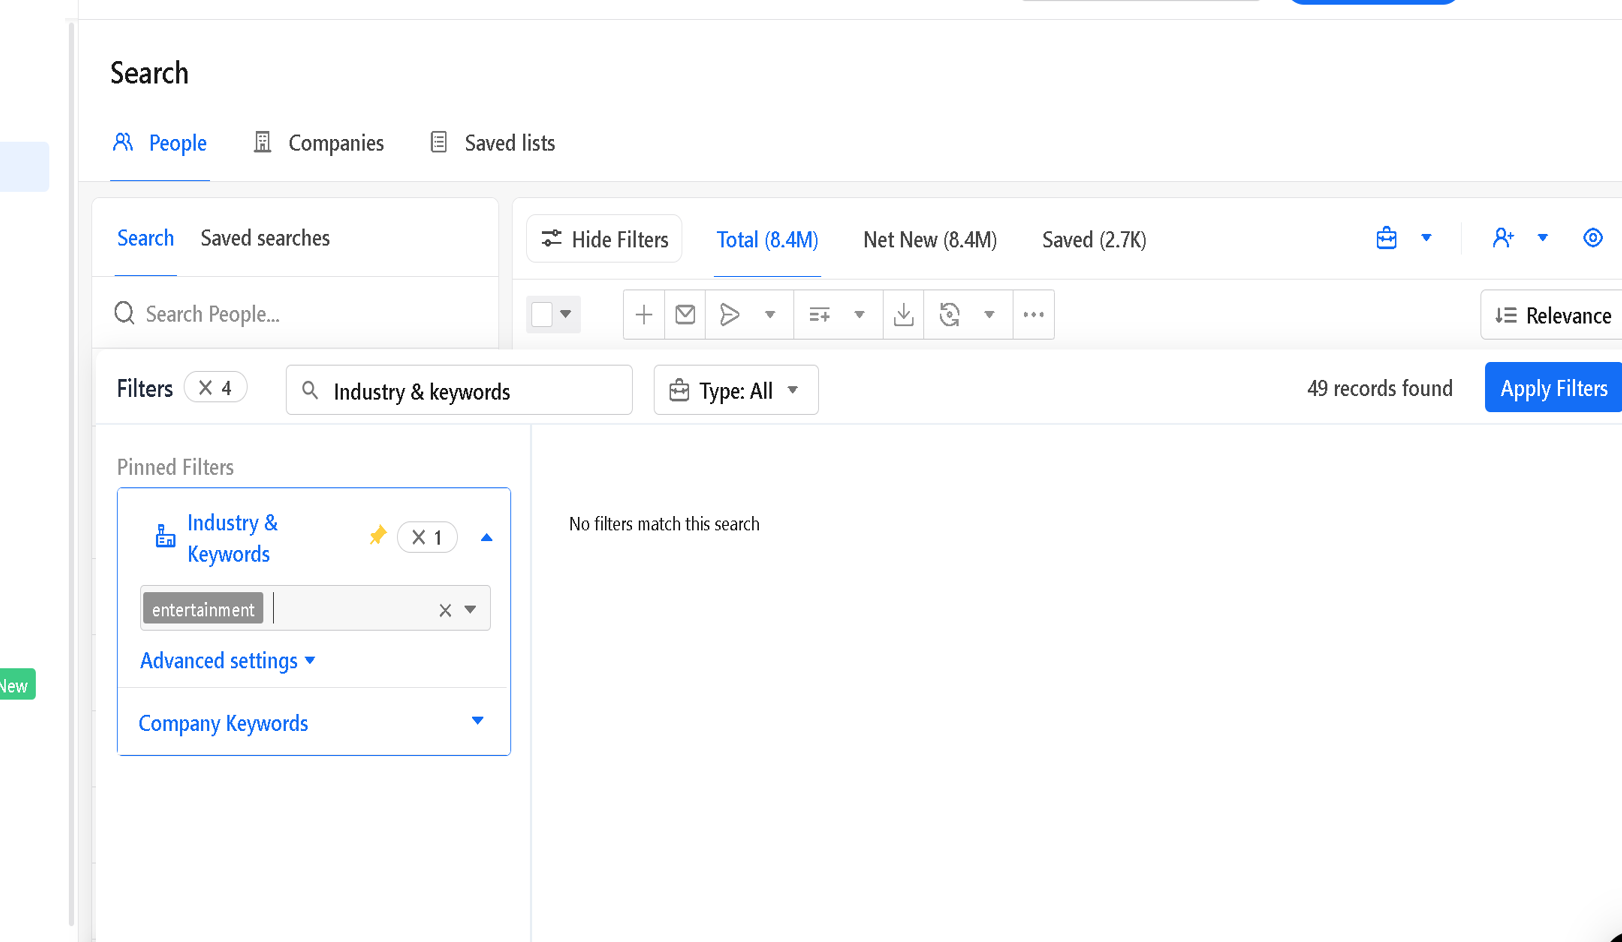 Search
People
Companies
Saved lists
Search
Saved searches
Hide Filters
Total (8.4M)
Net New (8.4M)
Saved (2.7K)
Search People...
Relevance
Filters
4
Industry & keywords
Type: All
49 records found
Apply Filters
Pinned Filters
Industry &
Keywords
1
No filters match this search
entertainment
Advanced settings
New
Company Keywords